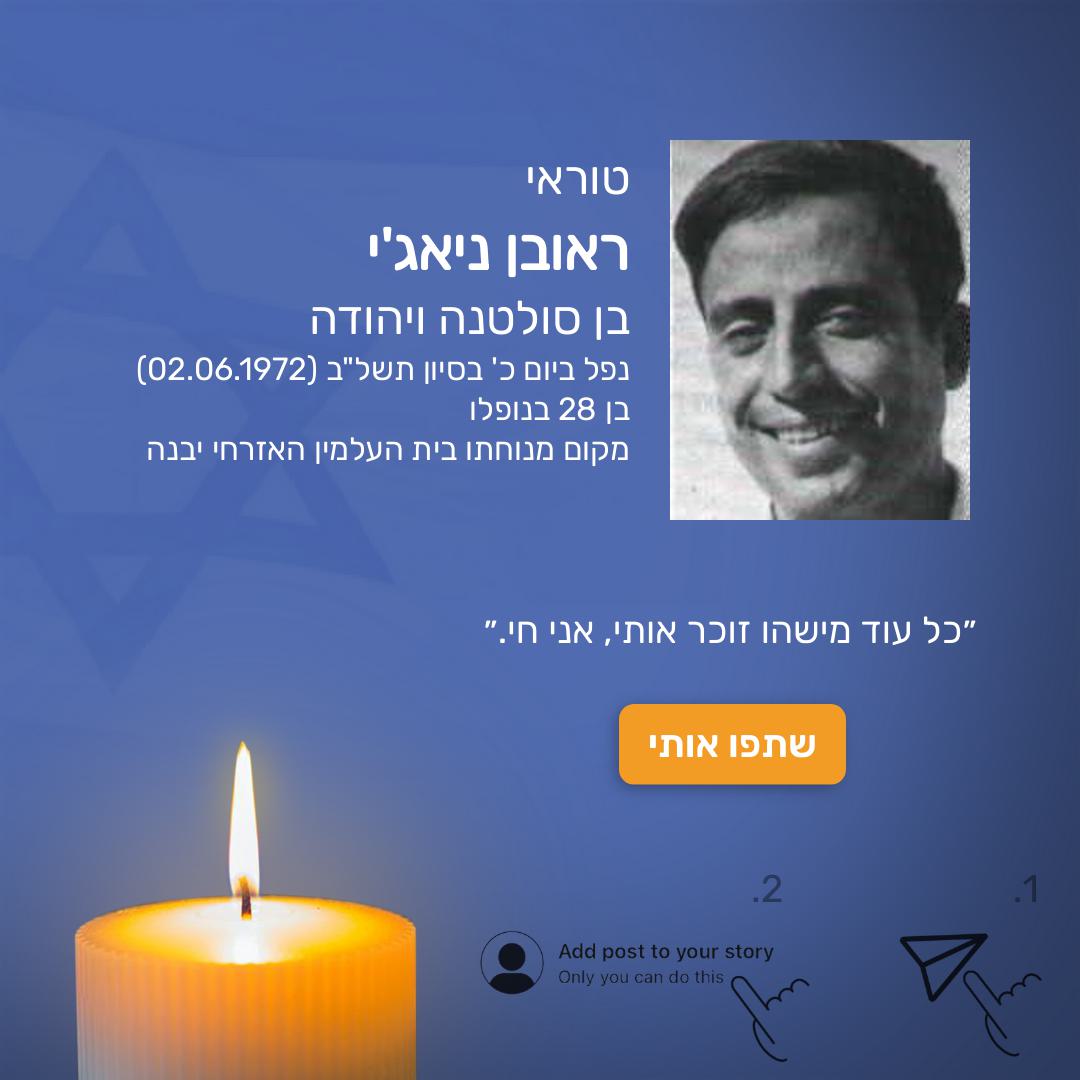 טוראי
ראובן ניאג'י
בן סולטנה ויהודה
נפל ביום כ' בסיון תשל"ב (02.06.1972)
בן 28 בנופלו
מקום מנוחתו בית העלמין האזרחי יבנה
״כל עוד מישהו זוכר אותי, אני חי.״
שתפו אותי
1.
2.
Add post to your story
Only you can do this